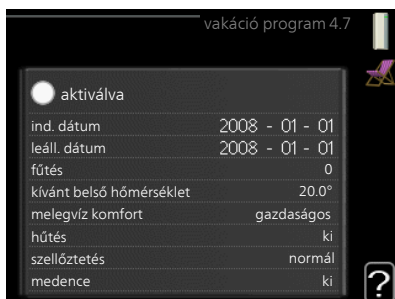 vakáció program 4.7
aktiválva
ind. dátum 2008 - 01 - 01
leáll. dátum 2008 - 01 - 01
fűtés 0
kívánt belső hőmérséklet 20.0°
melegvíz komfort gazdaságos
hűtés ki
szellőztetés normál
medence ki
?